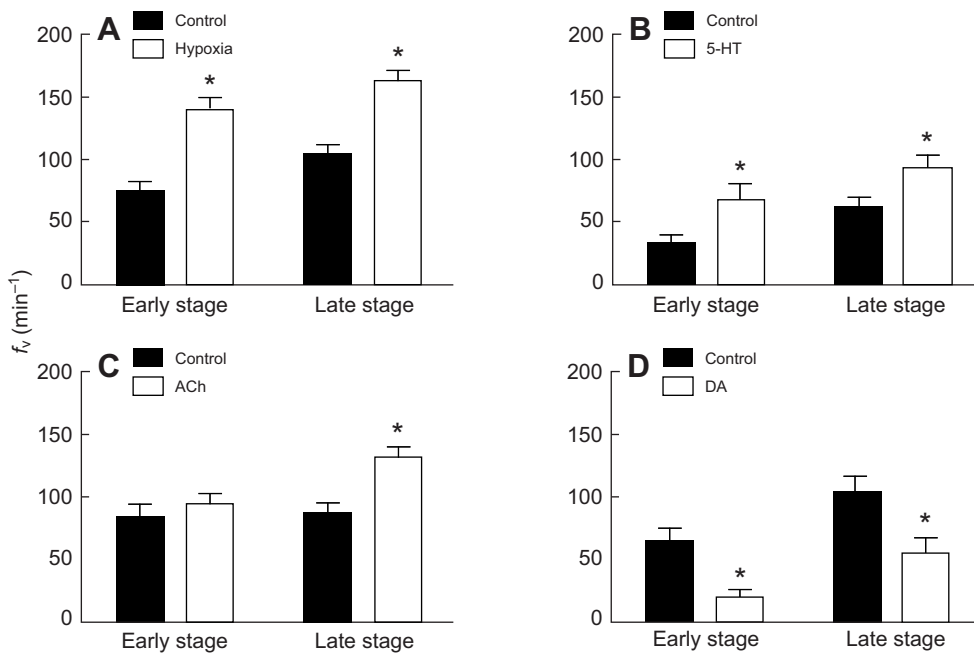 A
Control
Hypoxia
200
150
100
50
0
*
*
Early stage
Late stage
B
Control
5-HT
200
150
100
50
0
*
*
Early stage
Late stage
fv (min−1)
C
Control
ACh
200
150
100
50
0
*
Early stage
Late stage
D
Control
DA
200
150
100
50
0
*
*
Early stage
Late stage